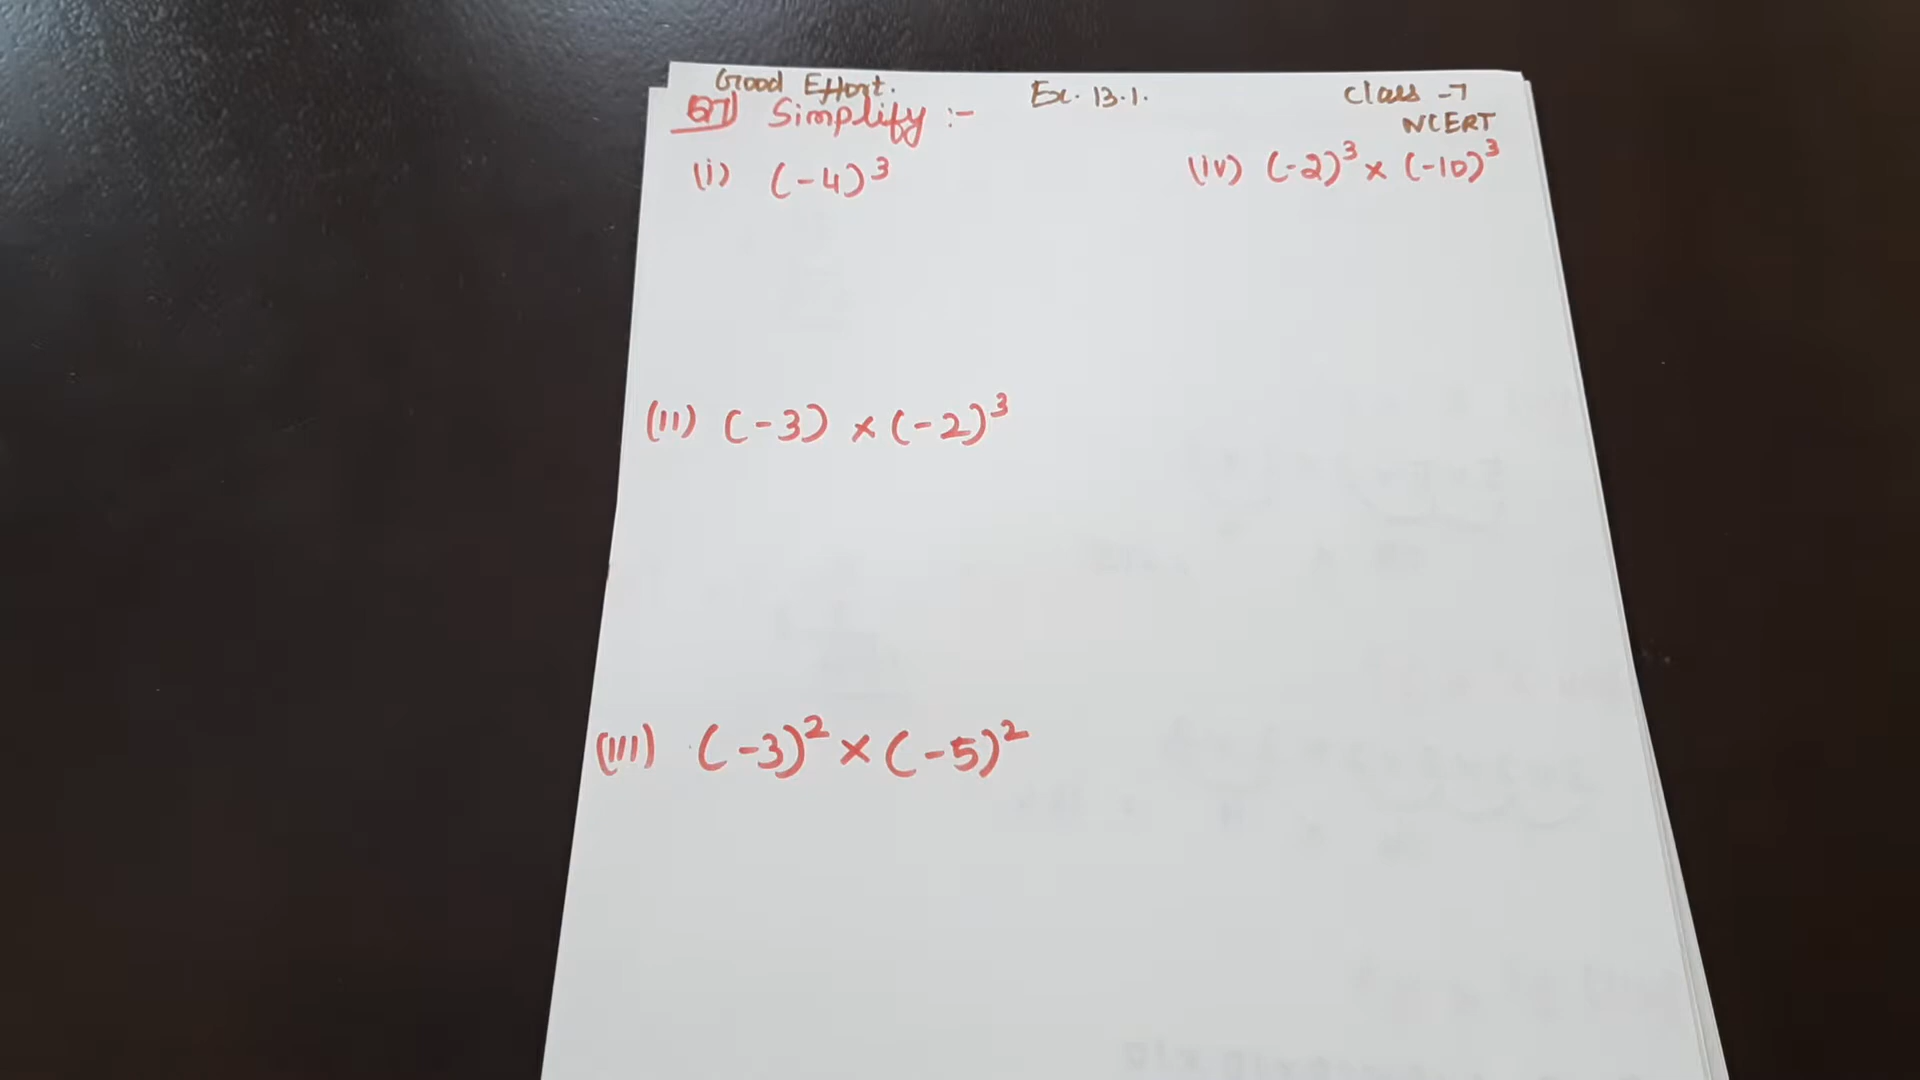 Good Effort. Ex. 13.1. Class -7
NCERT
Q7) Simplify :-
(i) (-4)³
(iv) (-2)³ × (-10)³
(ii) (-3) × (-2)³
(iii) (-3)² × (-5)²